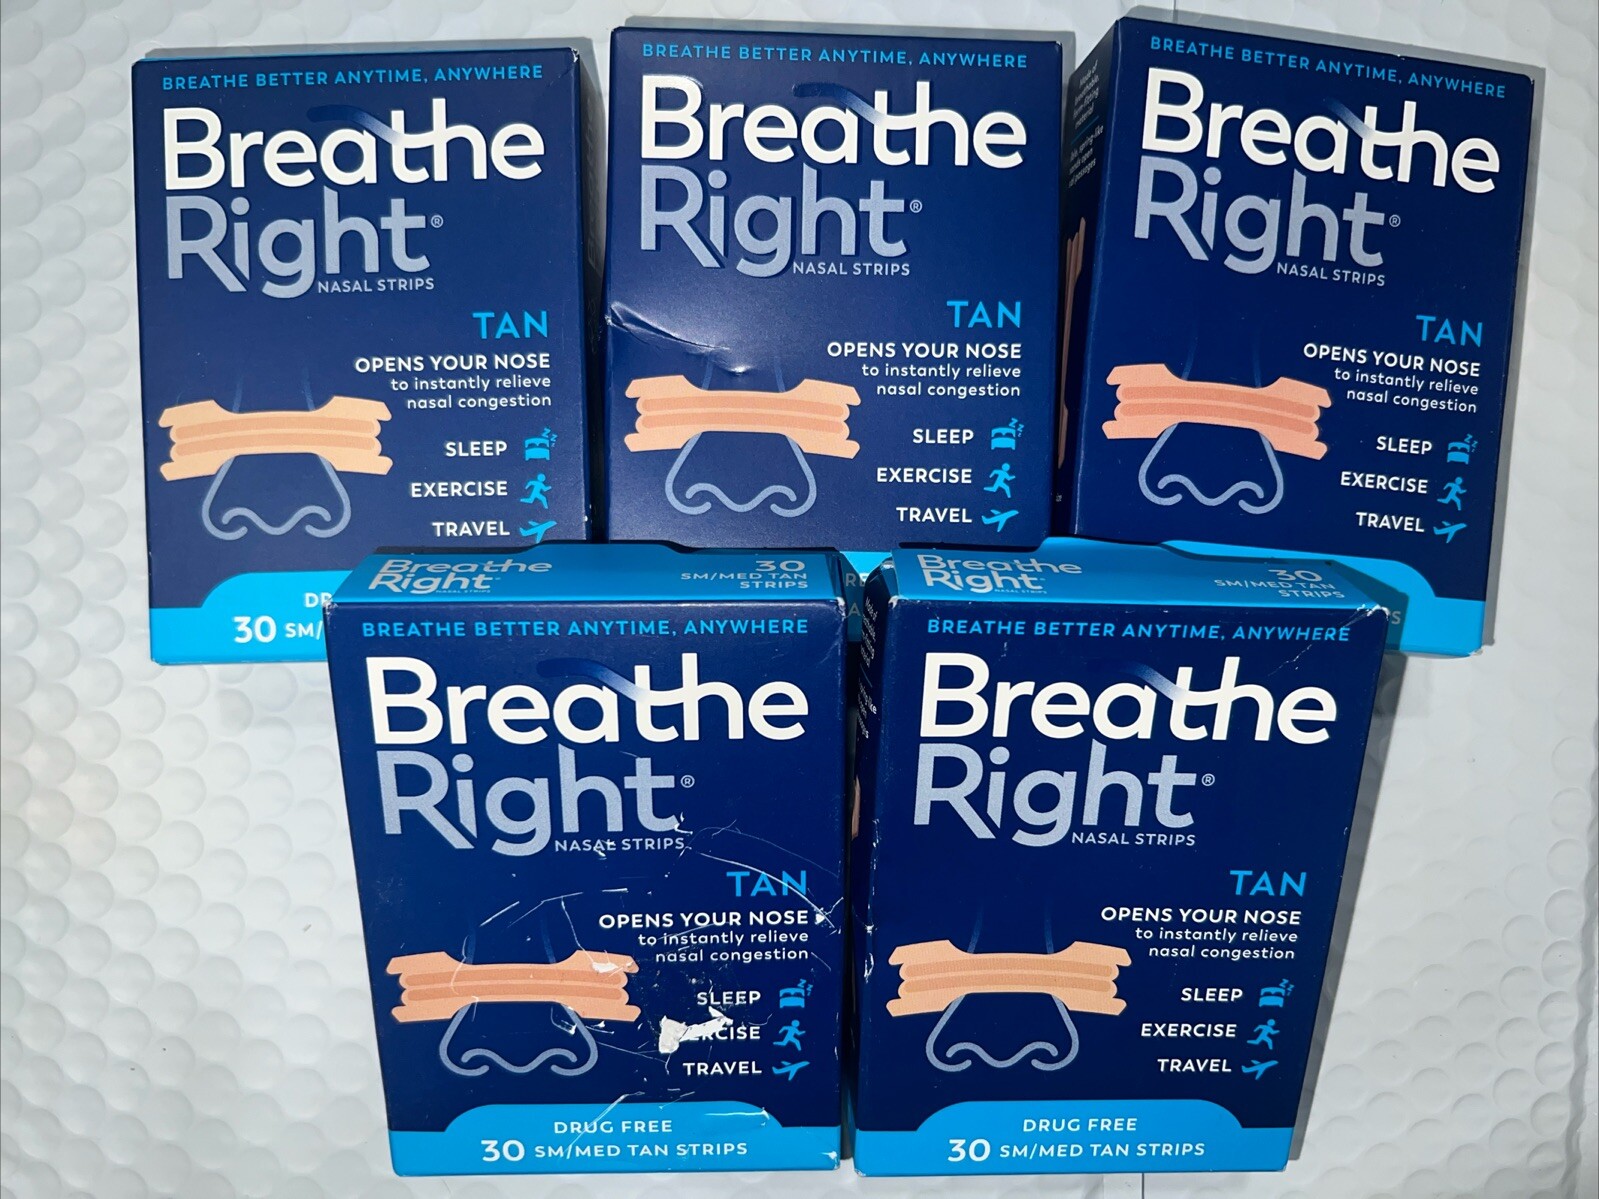 BREATHE BETTER ANYTIME, ANYWHERE
Breathe
Right®
NASAL STRIPS
TAN
OPENS YOUR NOSE
to instantly relieve
nasal congestion
SLEEP
EXERCISE
TRAVEL
30 SM/
BREATHE BETTER ANYTIME, ANYWHERE
Breathe
Right®
NASAL STRIPS
TAN
OPENS YOUR NOSE
to instantly relieve
nasal congestion
SLEEP
EXERCISE
TRAVEL
BREATHE BETTER ANYTIME, ANYWHERE
Breathe
Right®
NASAL STRIPS
TAN
OPENS YOUR NOSE
to instantly relieve
nasal congestion
SLEEP
EXERCISE
TRAVEL
Breathe
Right
NASAL STRIPS
30
SM/MED TAN
STRIPS
BREATHE BETTER ANYTIME, ANYWHERE
Breathe
Right®
NASAL STRIPS
TAN
OPENS YOUR NOSE
to instantly relieve
nasal congestion
SLEEP
ERCISE
TRAVEL
DRUG FREE
30 SM/MED TAN STRIPS
Breathe
Right
NASAL STRIPS
30
SM/MED TAN
STRIPS
BREATHE BETTER ANYTIME, ANYWHERE
Breathe
Right®
NASAL STRIPS
TAN
OPENS YOUR NOSE
to instantly relieve
nasal congestion
SLEEP
EXERCISE
TRAVEL
DRUG FREE
30 SM/MED TAN STRIPS